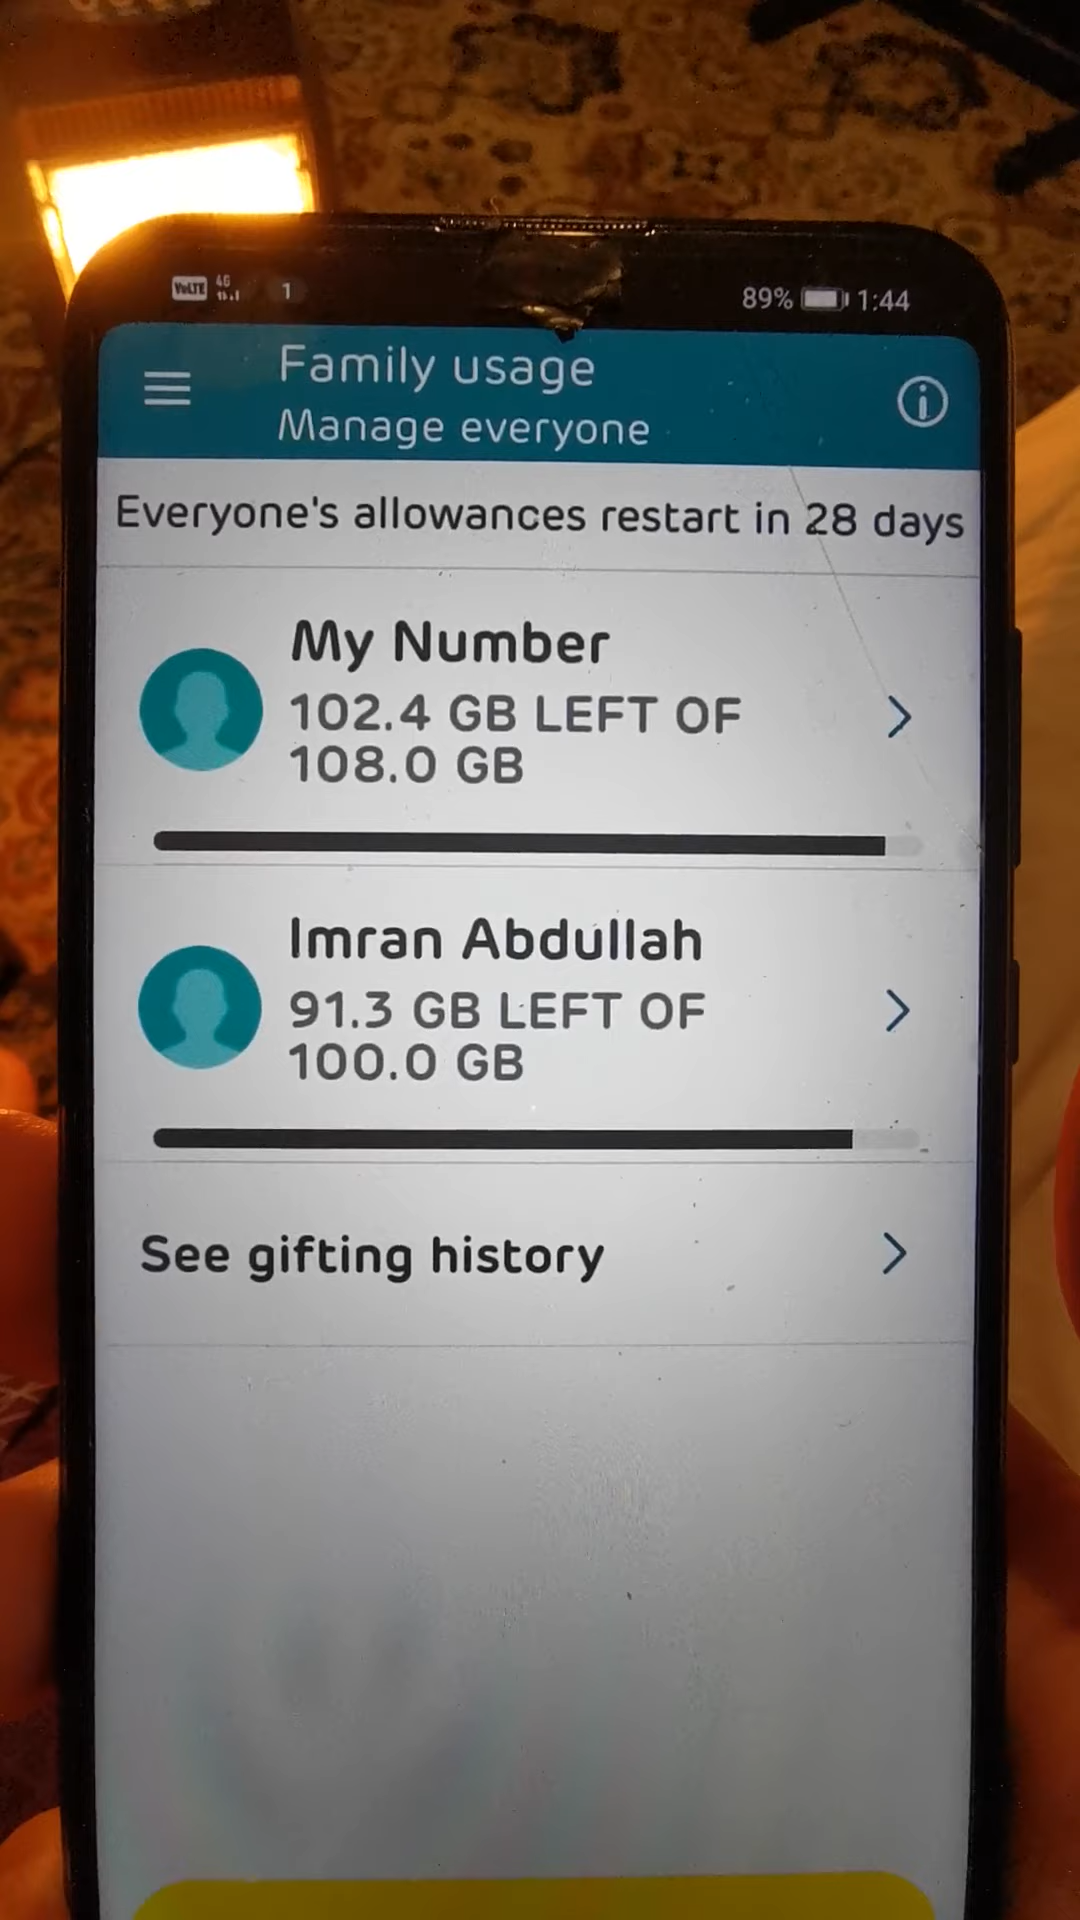 VoLTE 4G 1 89% 1:44
Family usage
Manage everyone
Everyone's allowances restart in 28 days
My Number
102.4 GB LEFT OF
108.0 GB
Imran Abdullah
91.3 GB LEFT OF
100.0 GB
See gifting history